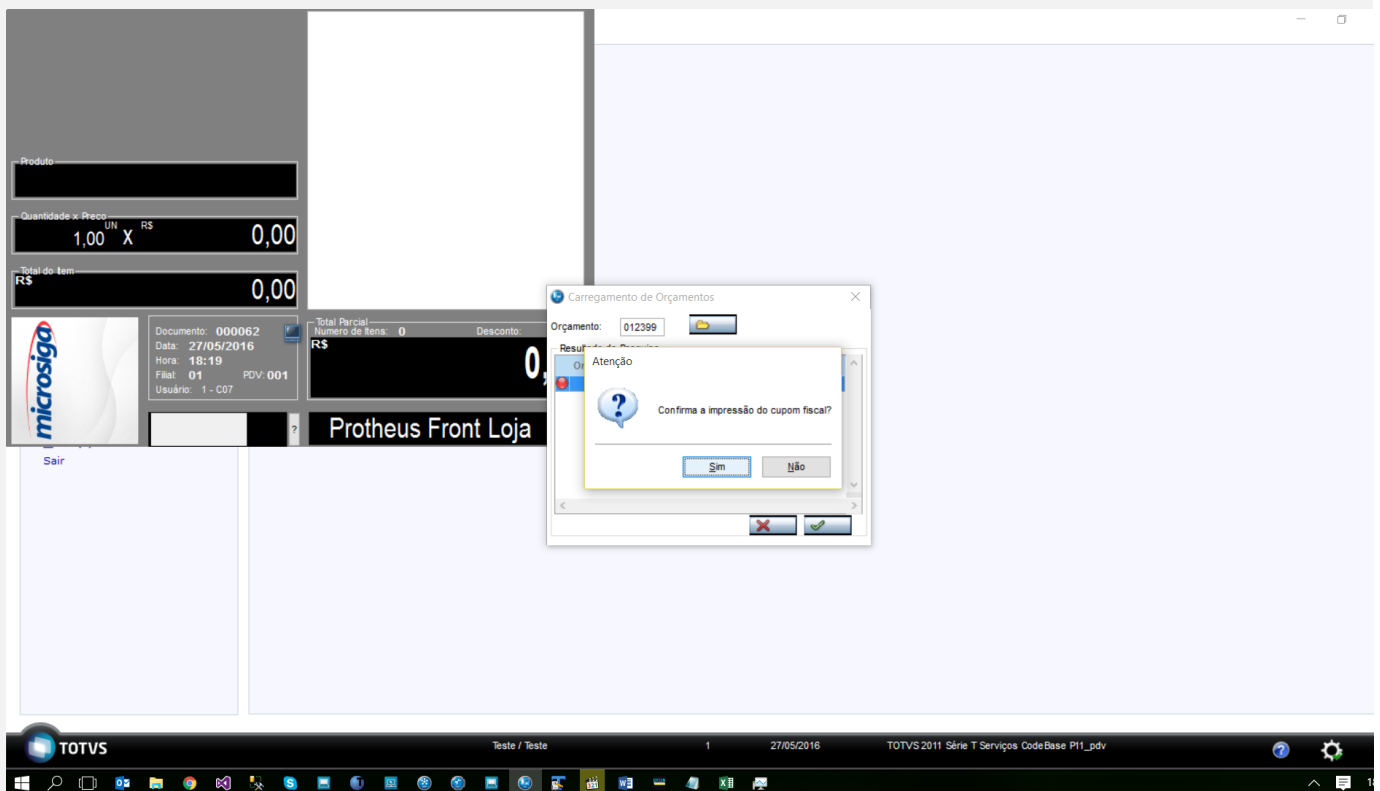 Produto
Quantidade x Preco
1,00 UN X R$ 0,00
Total do Item
R$ 0,00
microsiga
Documento: 000062
Data: 27/05/2016
Hora: 18:19
Filial: 01 PDV: 001
Usuário: 1 - C07
Total Parcial
Numero de Itens: 0 Desconto:
R$ 0,
?
Protheus Front Loja
Sair
Carregamento de Orçamentos
Orçamento: 012399
Or
Atenção
Confirma a impressão do cupom fiscal?
Sim Não
TOTVS
Teste / Teste 1 27/05/2016 TOTVS 2011 Série T Serviços CodeBase P11_pdv